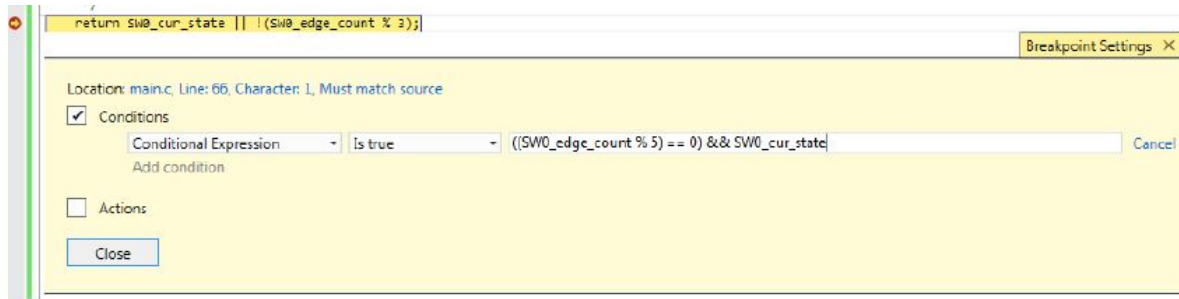 return SW0_cur_state || !(SW0_edge_count % 3);
Breakpoint Settings
Location: main.c, Line: 66, Character: 1, Must match source
Conditions
Conditional Expression Is true ((SW0_edge_count % 5) == 0) && SW0_cur_state Cancel
Add condition
Actions
Close